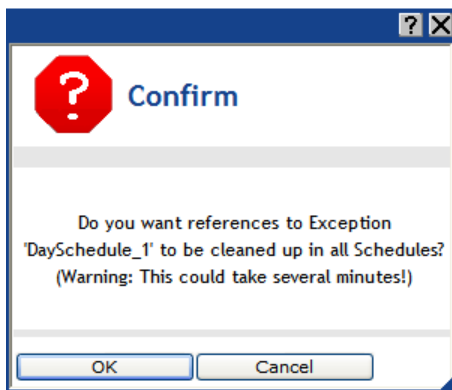 Confirm
Do you want references to Exception
'DaySchedule_1' to be cleaned up in all Schedules?
(Warning: This could take several minutes!)
OK
Cancel